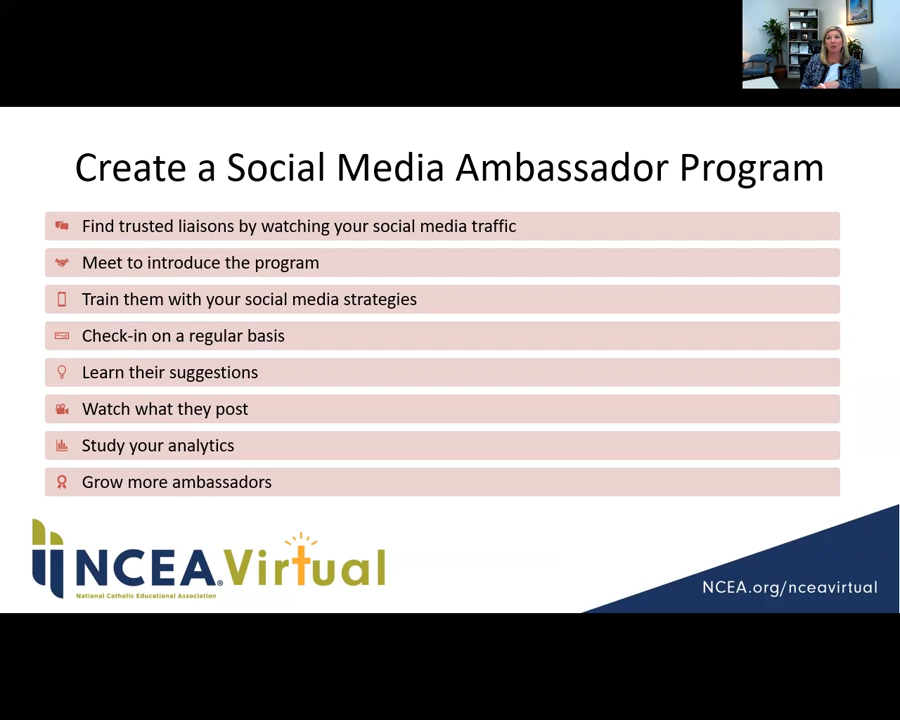 Create a Social Media Ambassador Program
Find trusted liaisons by watching your social media traffic
Meet to introduce the program
Train them with your social media strategies
Check-in on a regular basis
Learn their suggestions
Watch what they post
Study your analytics
Grow more ambassadors
NCEA® Virtual
National Catholic Educational Association
NCEA.org/nceavirtual